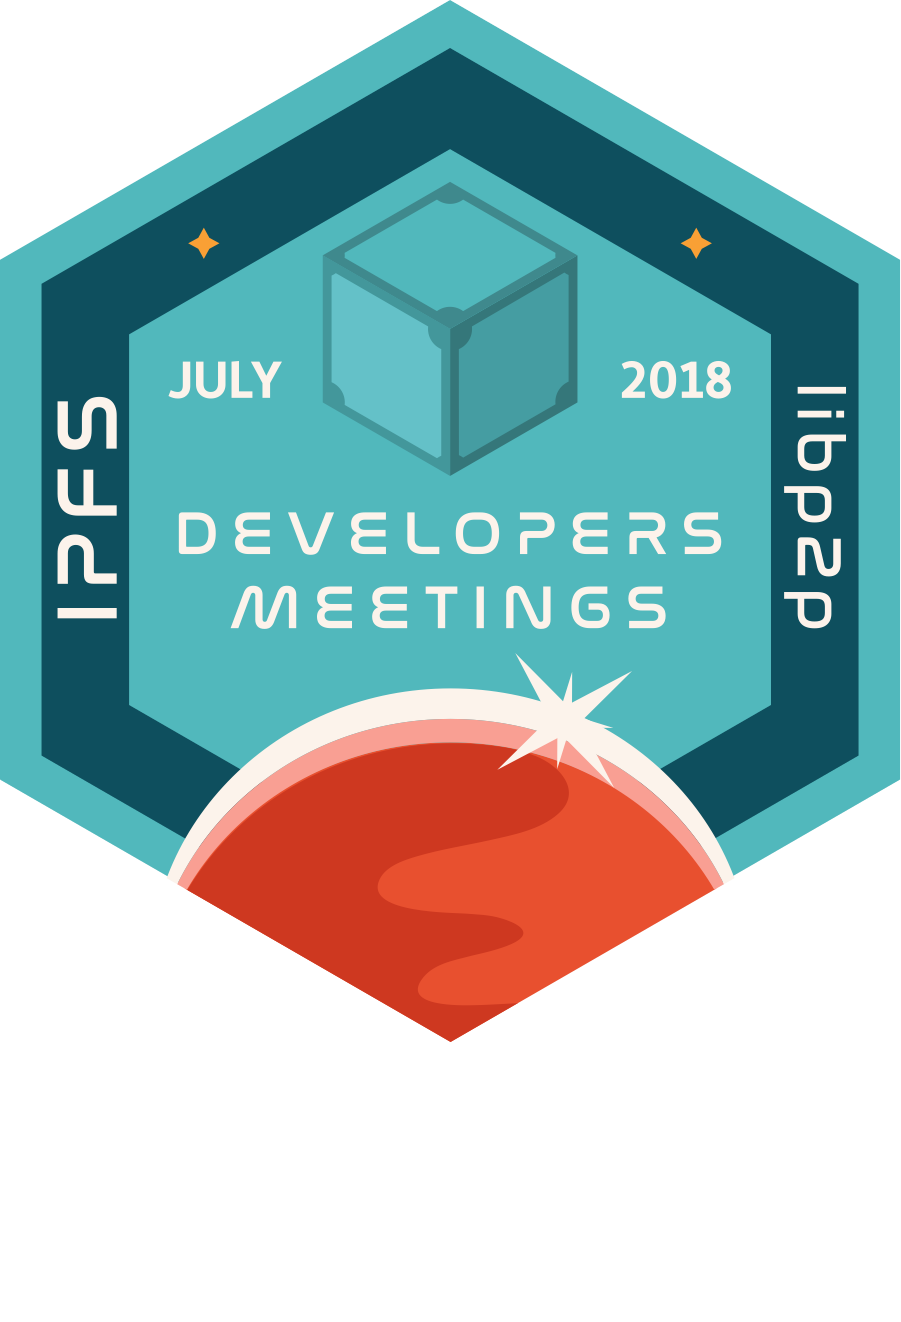 JULY 2018
IPFS
libp2p
DEVELOPERS
MEETINGS